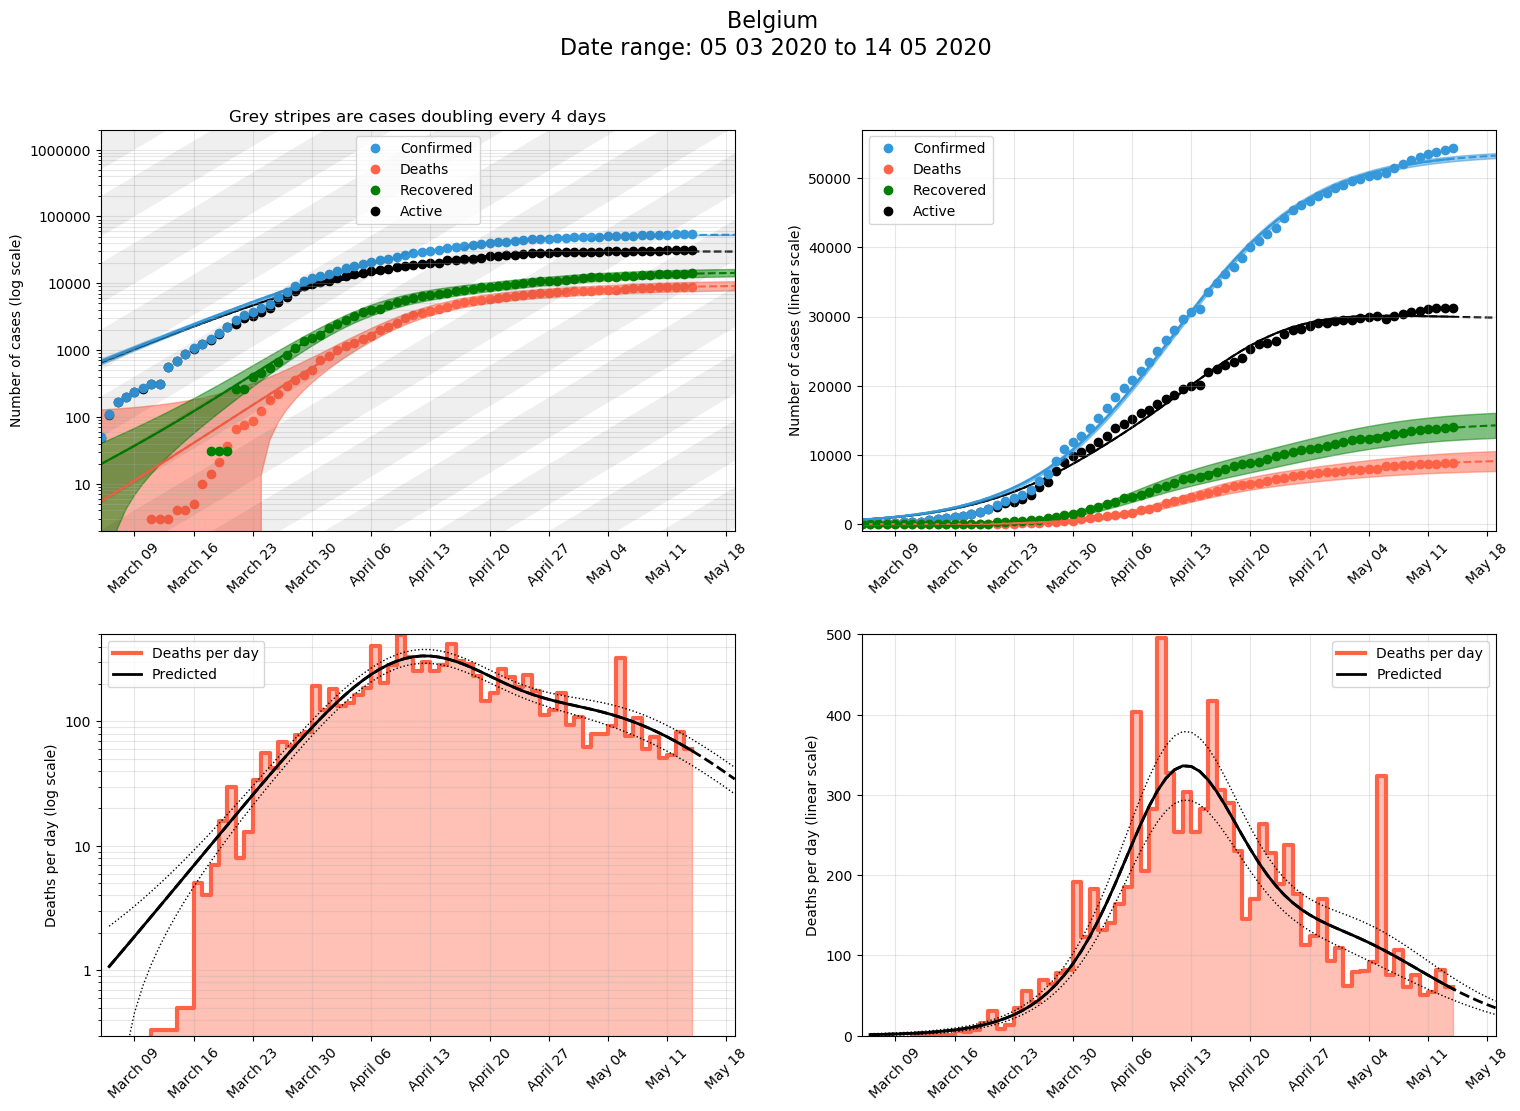 Belgium
Date range: 05 03 2020 to 14 05 2020
Grey stripes are cases doubling every 4 days
Number of cases (log scale)
1000000
100000
10000
1000
100
10
Confirmed
Deaths
Recovered
Active
March 09
March 16
March 23
March 30
April 06
April 13
April 20
April 27
May 04
May 11
May 18
Number of cases (linear scale)
50000
40000
30000
20000
10000
0
Confirmed
Deaths
Recovered
Active
March 09
March 16
March 23
March 30
April 06
April 13
April 20
April 27
May 04
May 11
May 18
Deaths per day (log scale)
100
10
1
Deaths per day
Predicted
March 09
March 16
March 23
March 30
April 06
April 13
April 20
April 27
May 04
May 11
May 18
Deaths per day (linear scale)
500
400
300
200
100
0
Deaths per day
Predicted
March 09
March 16
March 23
March 30
April 06
April 13
April 20
April 27
May 04
May 11
May 18